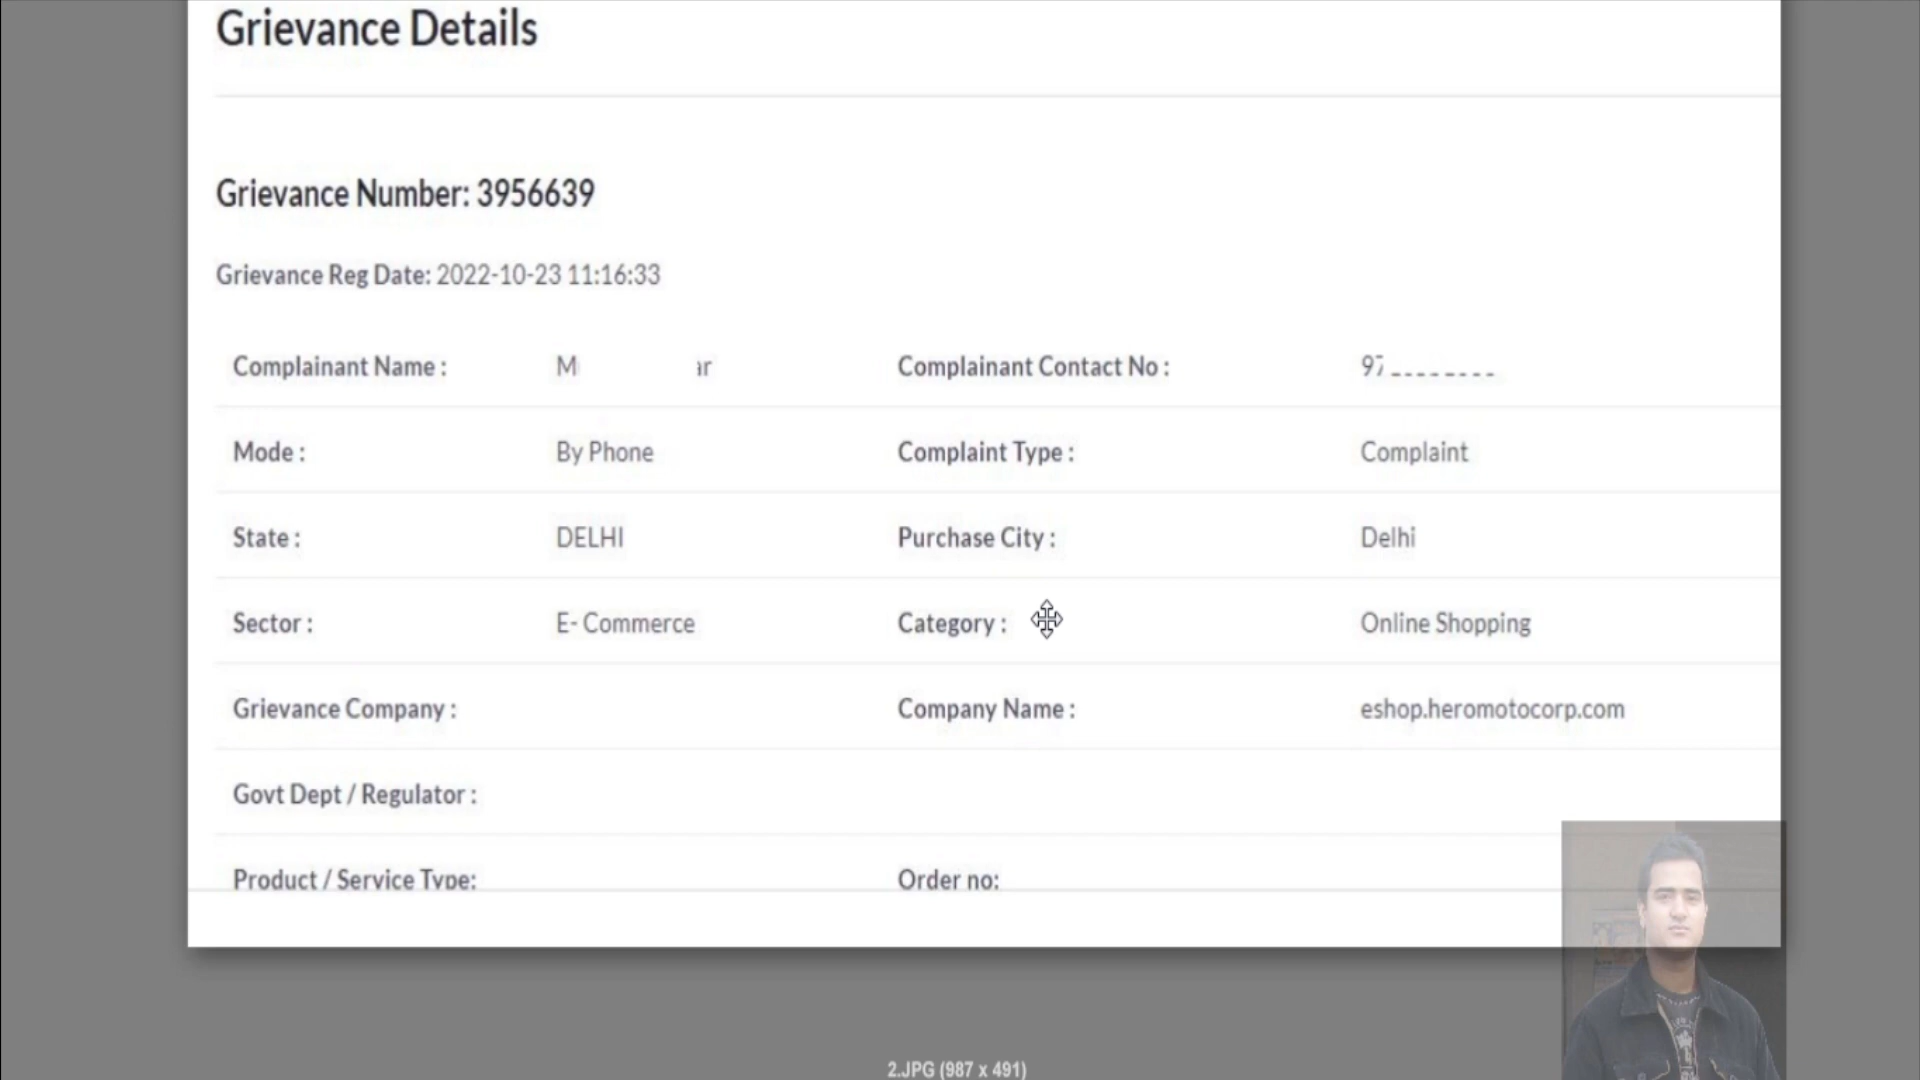 Grievance Details
Grievance Number: 3956639
Grievance Reg Date: 2022-10-23 11:16:33
Complainant Name : M ar Complainant Contact No : 97
Mode : By Phone Complaint Type : Complaint
State : DELHI Purchase City : Delhi
Sector : E- Commerce Category : Online Shopping
Grievance Company : Company Name : eshop.heromotocorp.com
Govt Dept / Regulator :
Product / Service Type: Order no:
2.JPG (987 x 491)